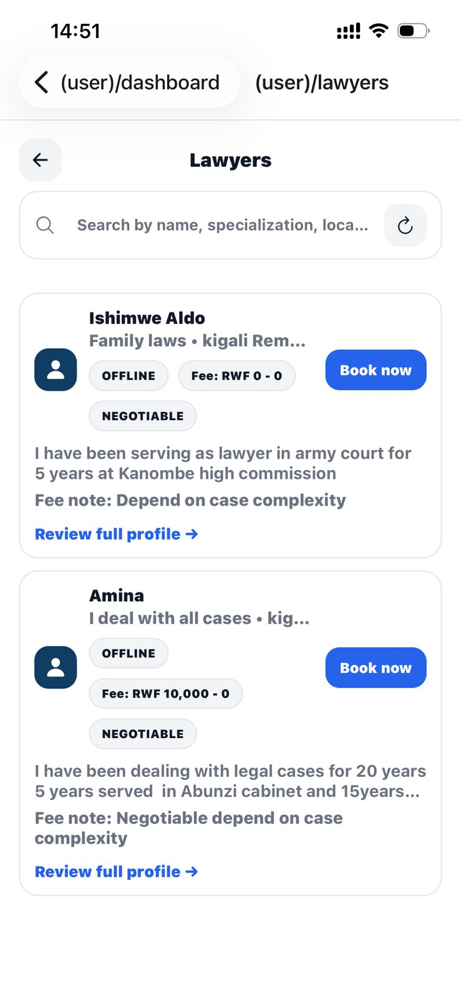 14:51
(user)/dashboard
(user)/lawyers
Lawyers
Search by name, specialization, loca...
Ishimwe Aldo
Family laws • kigali Rem...
OFFLINE
Fee: RWF 0 - 0
Book now
NEGOTIABLE
I have been serving as lawyer in army court for
5 years at Kanombe high commission
Fee note: Depend on case complexity
Review full profile →
Amina
I deal with all cases • kig...
OFFLINE
Book now
Fee: RWF 10,000 - 0
NEGOTIABLE
I have been dealing with legal cases for 20 years
5 years served  in Abunzi cabinet and 15years...
Fee note: Negotiable depend on case
complexity
Review full profile →